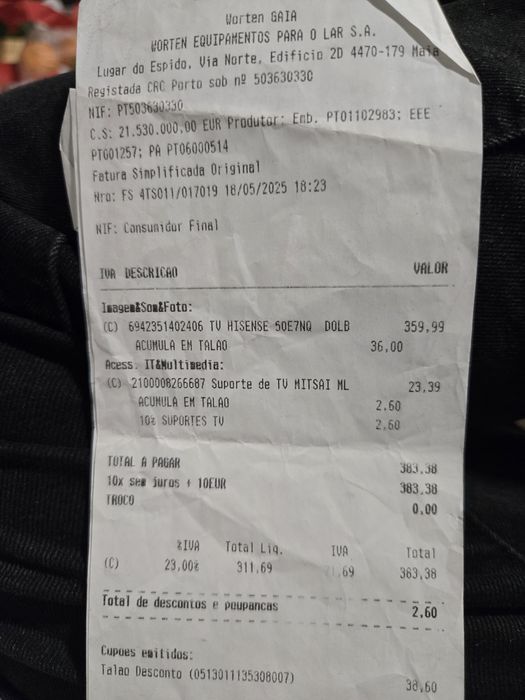 Worten GAIA
WORTEN EQUIPAMENTOS PARA O LAR S.A.
Lugar do Espido, Via Norte, Edificio 2D 4470-179 Maia
Registada CRC Porto sob nº 503630330
NIF: PT503630330
C.S: 21.530.000,00 EUR Produtor: Emb. PT01102983; EEE
PT001257; PA PT06000514
Fatura Simplificada Original
Nro: FS 4TS011/017019 18/05/2025 18:23
NIF: Consumidor Final
IVA DESCRICAO VALOR
Imagem&Som&Foto:
(C) 6942351402406 TV HISENSE 50E7NQ DOLB 359,99
ACUMULA EM TALAO 36,00
Acess. IT&Multimedia:
(C) 2100008266687 Suporte de TV MITSAI ML 23,39
ACUMULA EM TALAO 2,60
10% SUPORTES TV 2,60
TOTAL A PAGAR 383,38
10x sem juros + 10EUR 383,38
TROCO 0,00
%IVA Total Liq. IVA Total
(C) 23,00% 311,69 71,69 383,38
Total de descontos e poupancas 2,60
Cupoes emitidos:
Talao Desconto (0513011135308007) 38,60